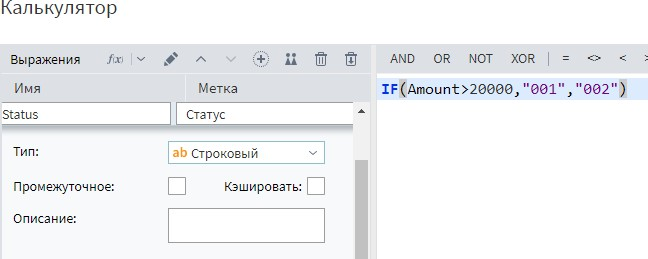 Калькулятор
Выражения f(x) AND OR NOT XOR = <> < >
Имя Метка
IF(Amount>20000,"001","002")
Status Статус
Тип: ab Строковый
Промежуточное: Кэшировать:
Описание: